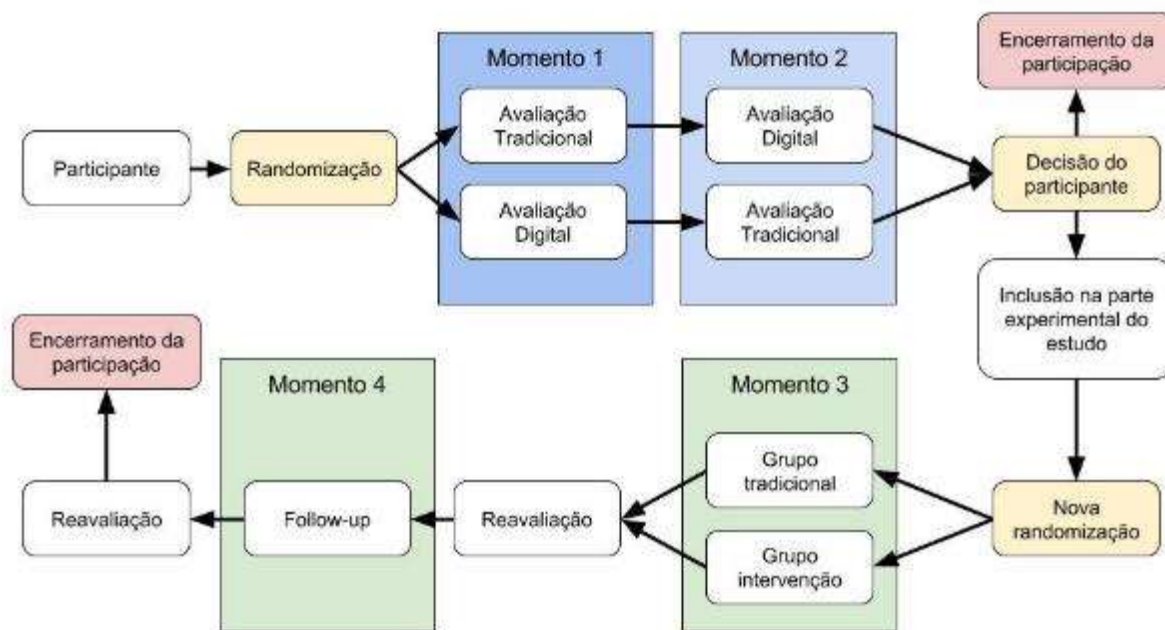 Momento 1
Momento 2
Encerramento da
participação
Participante
Randomização
Avaliação
Tradicional
Avaliação
Digital
Avaliação
Digital
Avaliação
Tradicional
Decisão do
participante
Inclusão na parte
experimental do
estudo
Nova
randomização
Momento 3
Grupo
tradicional
Grupo
intervenção
Reavaliação
Momento 4
Follow-up
Reavaliação
Encerramento da
participação